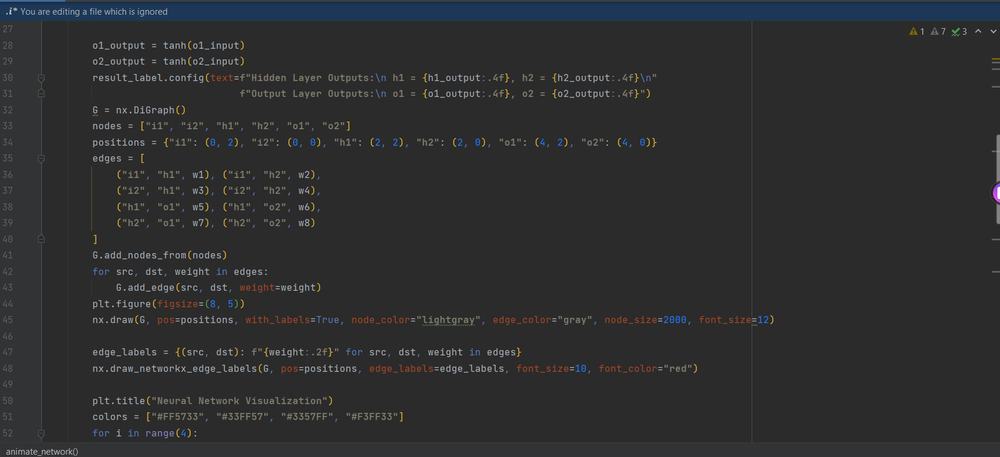 .i* You are editing a file which is ignored
27
1 7 3
28 o1_output = tanh(o1_input)
29 o2_output = tanh(o2_input)
30 result_label.config(text=f"Hidden Layer Outputs:\n h1 = {h1_output:.4f}, h2 = {h2_output:.4f}\n"
31 f"Output Layer Outputs:\n o1 = {o1_output:.4f}, o2 = {o2_output:.4f}")
32 G = nx.DiGraph()
33 nodes = ["i1", "i2", "h1", "h2", "o1", "o2"]
34 positions = {"i1": (0, 2), "i2": (0, 0), "h1": (2, 2), "h2": (2, 0), "o1": (4, 2), "o2": (4, 0)}
35 edges = [
36 ("i1", "h1", w1), ("i1", "h2", w2),
37 ("i2", "h1", w3), ("i2", "h2", w4),
38 ("h1", "o1", w5), ("h1", "o2", w6),
39 ("h2", "o1", w7), ("h2", "o2", w8)
40 ]
41 G.add_nodes_from(nodes)
42 for src, dst, weight in edges:
43 G.add_edge(src, dst, weight=weight)
44 plt.figure(figsize=(8, 5))
45 nx.draw(G, pos=positions, with_labels=True, node_color="lightgray", edge_color="gray", node_size=2000, font_size=12)
46
47 edge_labels = {(src, dst): f"{weight:.2f}" for src, dst, weight in edges}
48 nx.draw_networkx_edge_labels(G, pos=positions, edge_labels=edge_labels, font_size=10, font_color="red")
49
50 plt.title("Neural Network Visualization")
51 colors = ["#FF5733", "#33FF57", "#3357FF", "#F3FF33"]
52 for i in range(4):
animate_network()